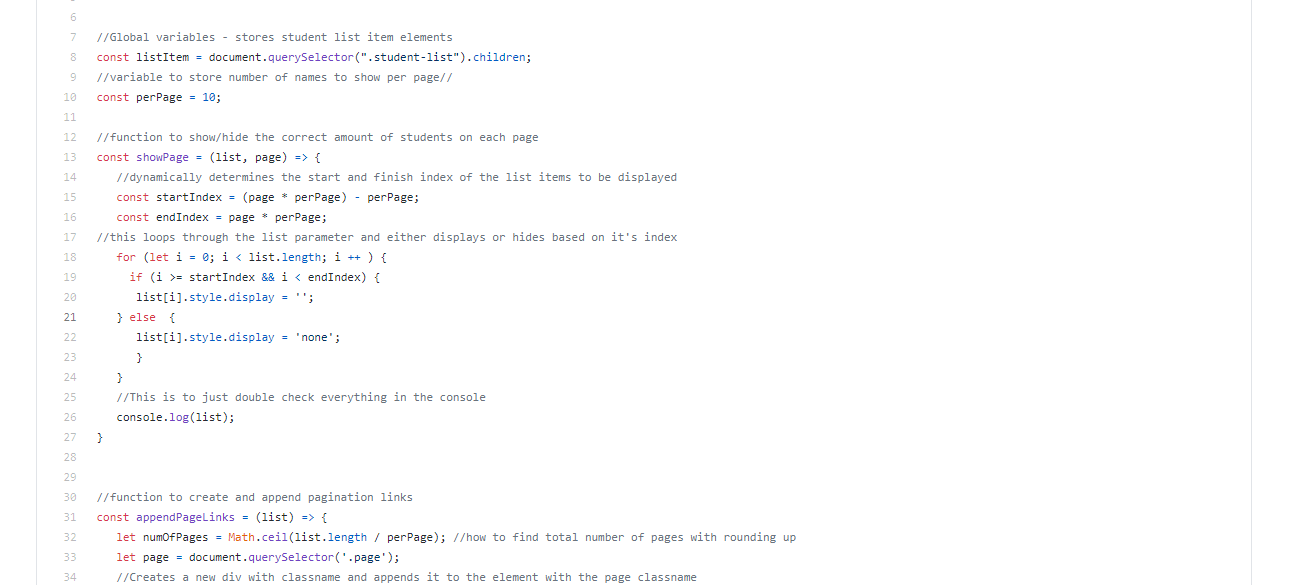 6
7 //Global variables - stores student list item elements
8 const listItem = document.querySelector(".student-list").children;
9 //variable to store number of names to show per page//
10 const perPage = 10;
11
12 //function to show/hide the correct amount of students on each page
13 const showPage = (list, page) => {
14 //dynamically determines the start and finish index of the list items to be displayed
15 const startIndex = (page * perPage) - perPage;
16 const endIndex = page * perPage;
17 //this loops through the list parameter and either displays or hides based on it's index
18 for (let i = 0; i < list.length; i ++ ) {
19 if (i >= startIndex && i < endIndex) {
20 list[i].style.display = '';
21 } else  {
22 list[i].style.display = 'none';
23 }
24 }
25 //This is to just double check everything in the console
26 console.log(list);
27 }
28
29
30 //function to create and append pagination links
31 const appendPageLinks = (list) => {
32 let numOfPages = Math.ceil(list.length / perPage); //how to find total number of pages with rounding up
33 let page = document.querySelector('.page');
34 //Creates a new div with classname and appends it to the element with the page classname